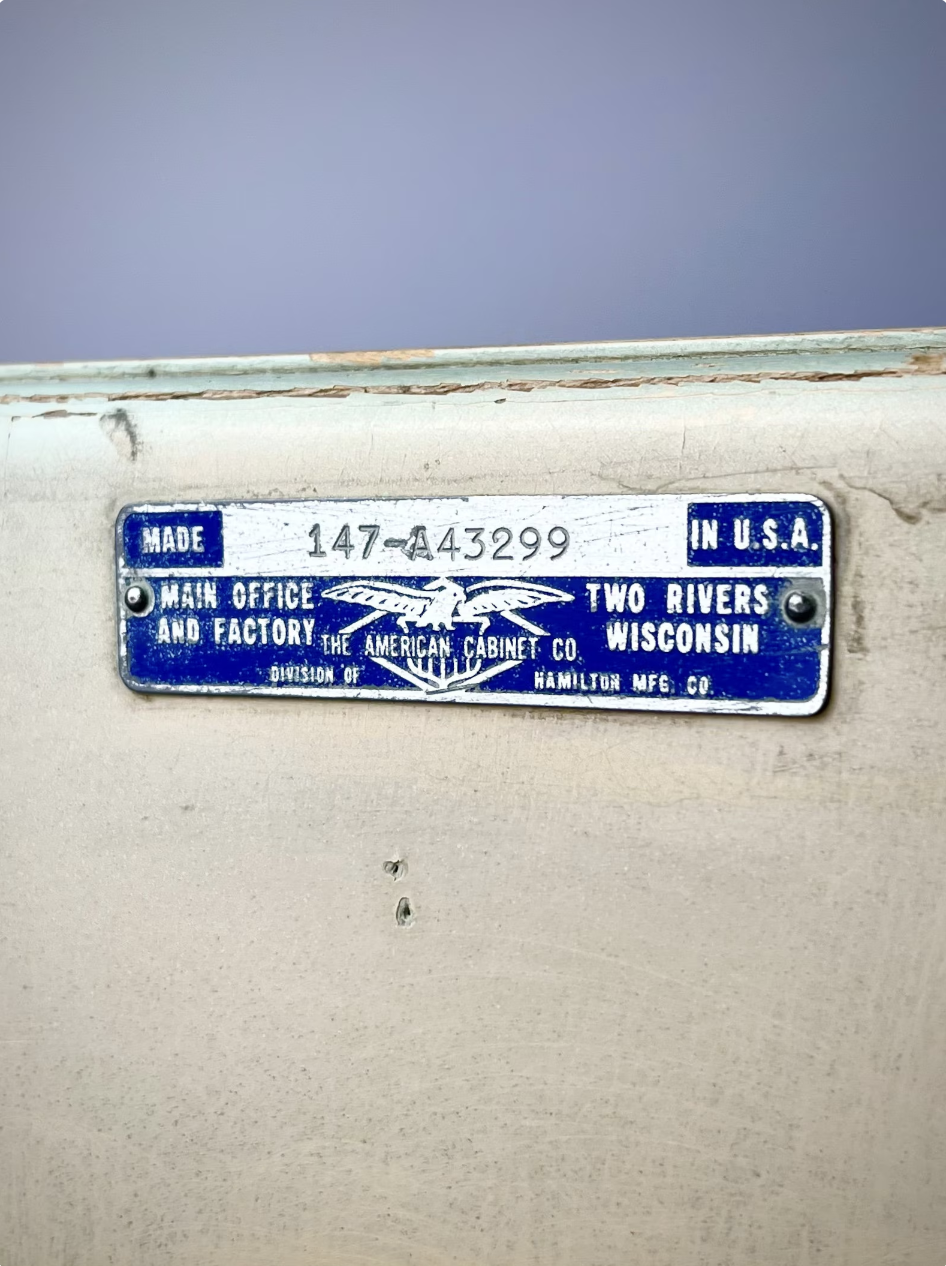 MADE 147-A43299 IN U.S.A.
MAIN OFFICE
AND FACTORY
TWO RIVERS
WISCONSIN
THE AMERICAN CABINET CO.
DIVISION OF HAMILTON MFG. CO.